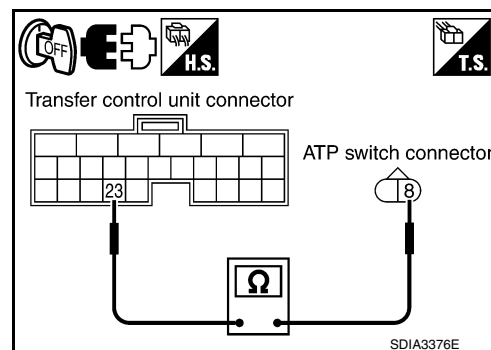 OFF
H.S.
T.S.
Transfer control unit connector
ATP switch connector
23
8
Ω
SDIA3376E